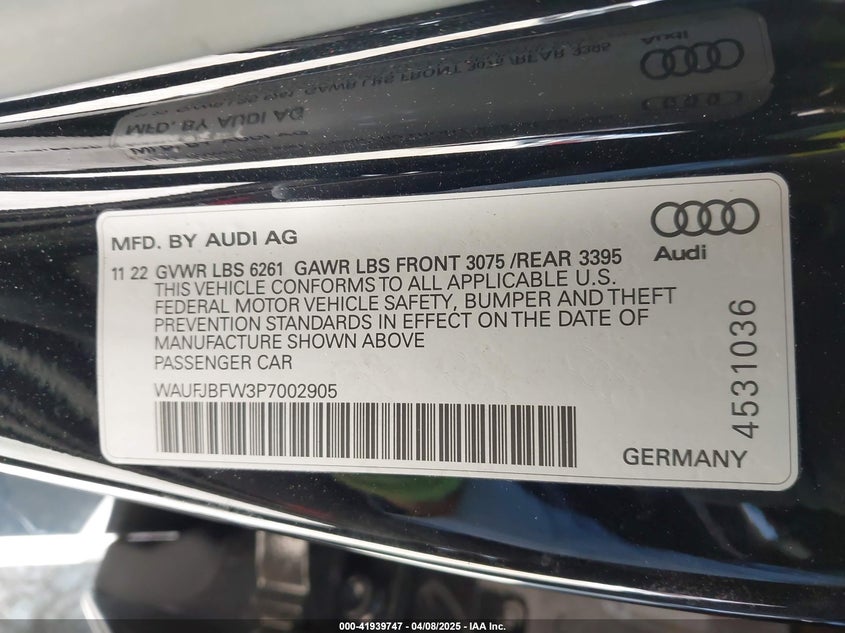 MFD. BY AUDI AG
Audi
11 22 GVWR LBS 6261 GAWR LBS FRONT 3075 /REAR 3395
THIS VEHICLE CONFORMS TO ALL APPLICABLE U.S.
FEDERAL MOTOR VEHICLE SAFETY, BUMPER AND THEFT
PREVENTION STANDARDS IN EFFECT ON THE DATE OF
MANUFACTURE SHOWN ABOVE
PASSENGER CAR
WAUFJBFW3P7002905
4531036
GERMANY
000-41939747 - 04/08/2025 - IAA Inc.